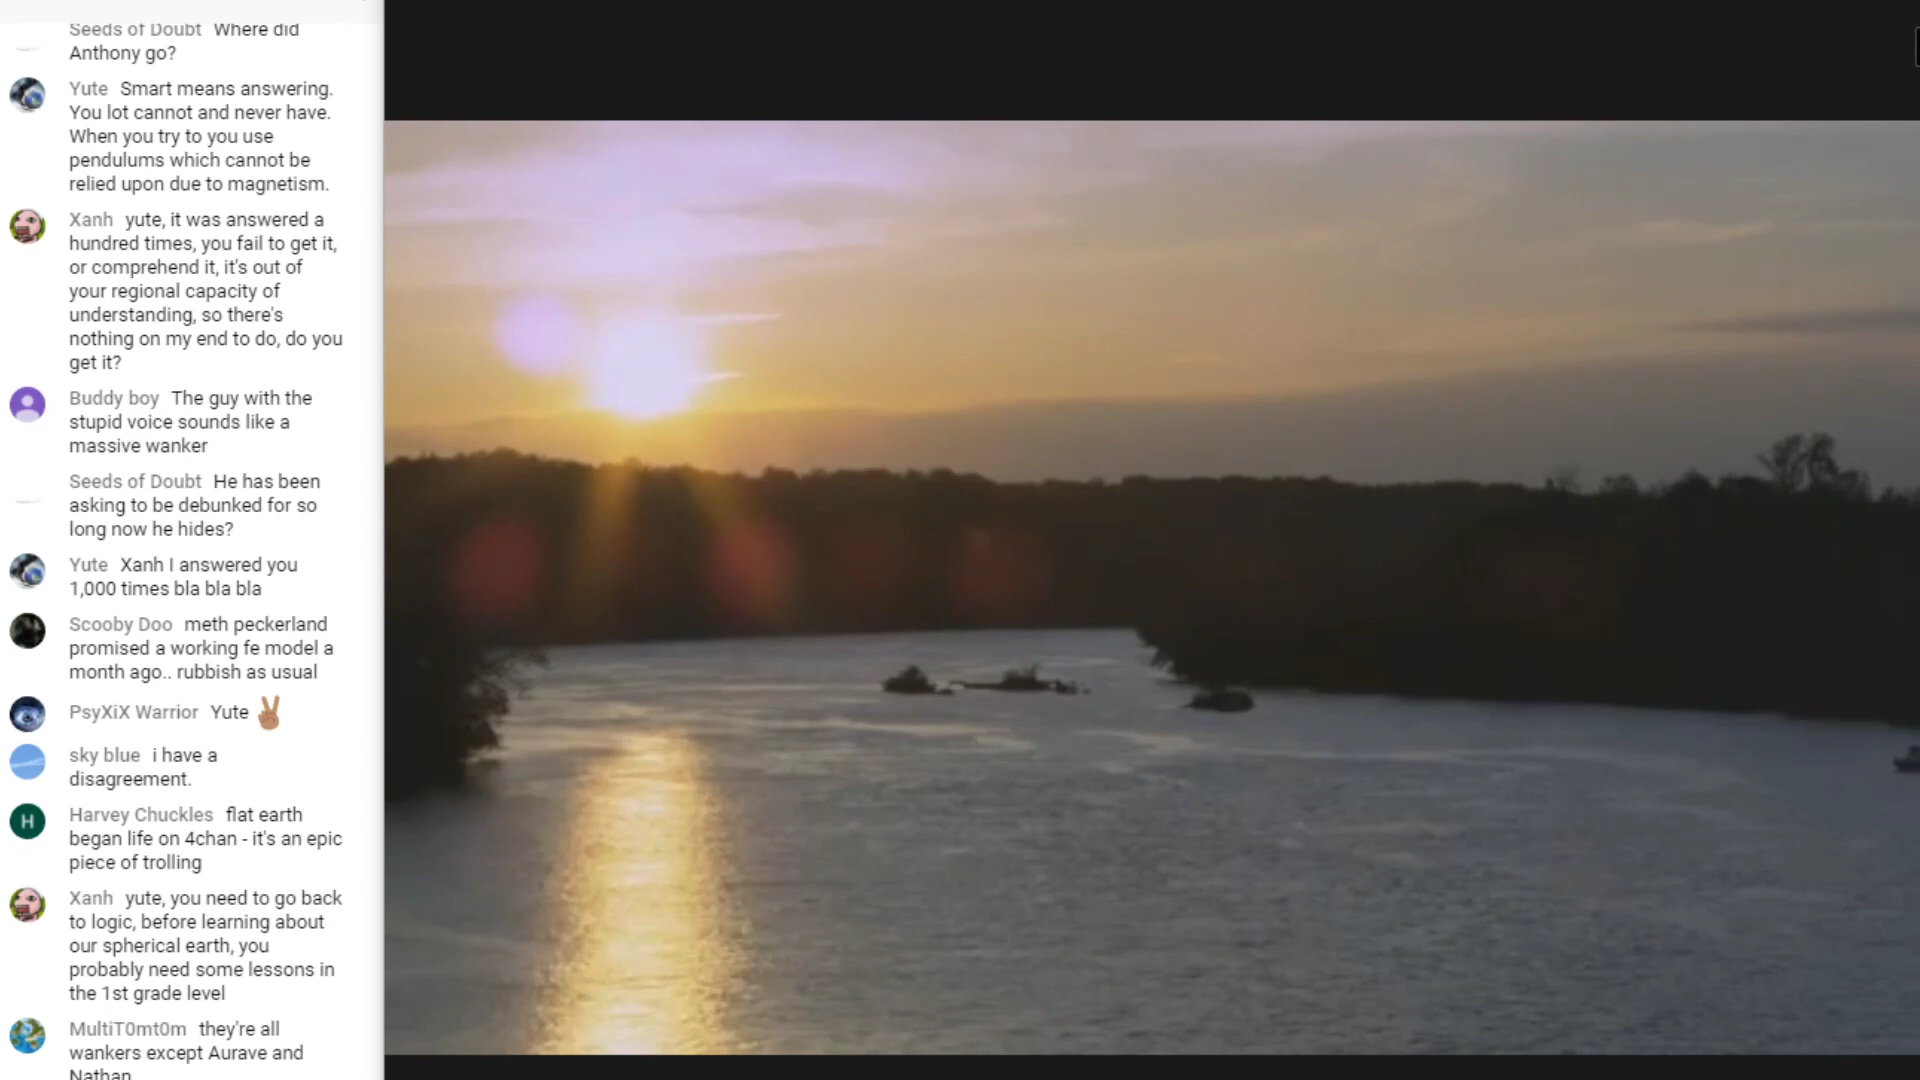 Seeds of Doubt Where did
Anthony go?
Yute Smart means answering.
You lot cannot and never have.
When you try to you use
pendulums which cannot be
relied upon due to magnetism.
Xanh yute, it was answered a
hundred times, you fail to get it,
or comprehend it, it's out of
your regional capacity of
understanding, so there's
nothing on my end to do, do you
get it?
Buddy boy The guy with the
stupid voice sounds like a
massive wanker
Seeds of Doubt He has been
asking to be debunked for so
long now he hides?
Yute Xanh I answered you
1,000 times bla bla bla
Scooby Doo meth peckerland
promised a working fe model a
month ago.. rubbish as usual
PsyXiX Warrior Yute ✌🏽
sky blue i have a
disagreement.
H
Harvey Chuckles flat earth
began life on 4chan - it's an epic
piece of trolling
Xanh yute, you need to go back
to logic, before learning about
our spherical earth, you
probably need some lessons in
the 1st grade level
MultiT0mt0m they're all
wankers except Aurave and
Nathan